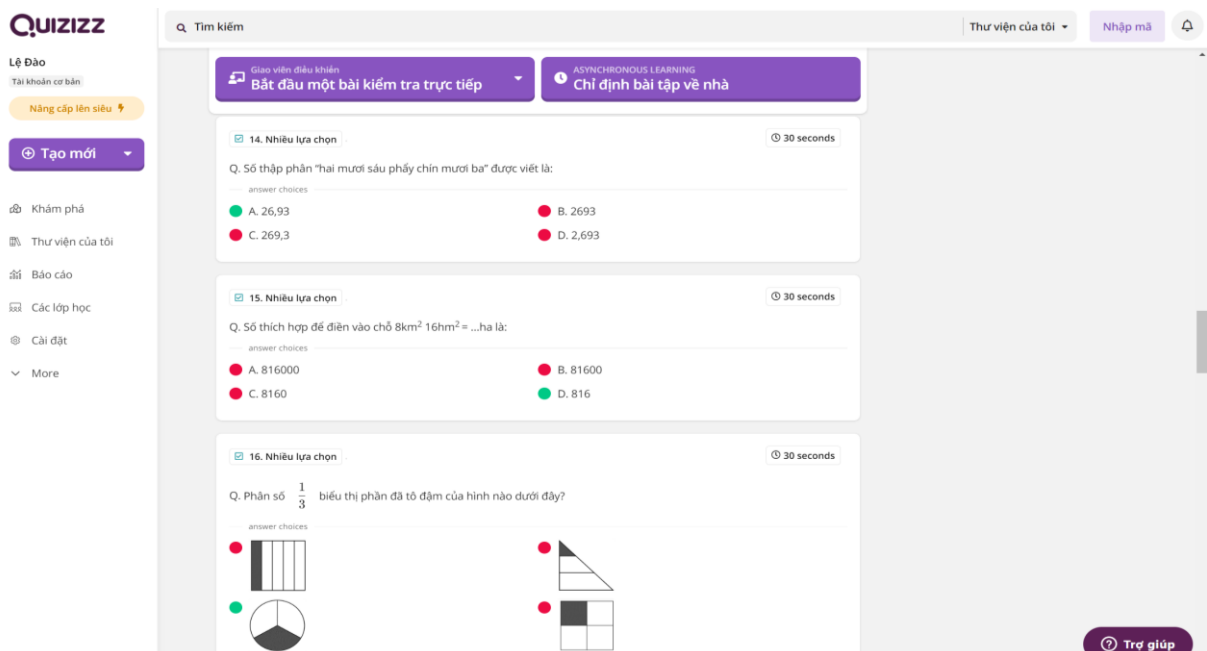 QUIZIZZ
Tìm kiếm
Thư viện của tôi
Nhập mã
Lệ Đào
Tài khoản cơ bản
Nâng cấp lên siêu
Tạo mới
Khám phá
Thư viện của tôi
Báo cáo
Các lớp học
Cài đặt
More
Giao viên điều khiển
Bắt đầu một bài kiểm tra trực tiếp
ASYNCHRONOUS LEARNING
Chỉ định bài tập về nhà
14. Nhiều lựa chọn
30 seconds
Q. Số thập phân "hai mươi sáu phẩy chín mươi ba" được viết là:
answer choices
A. 26,93
B. 2693
C. 269,3
D. 2,693
15. Nhiều lựa chọn
30 seconds
Q. Số thích hợp để điền vào chỗ 8km² 16hm² = ...ha là:
answer choices
A. 816000
B. 81600
C. 8160
D. 816
16. Nhiều lựa chọn
30 seconds
Q. Phân số 1/3 biểu thị phần đã tô đậm của hình nào dưới đây?
answer choices
Trợ giúp